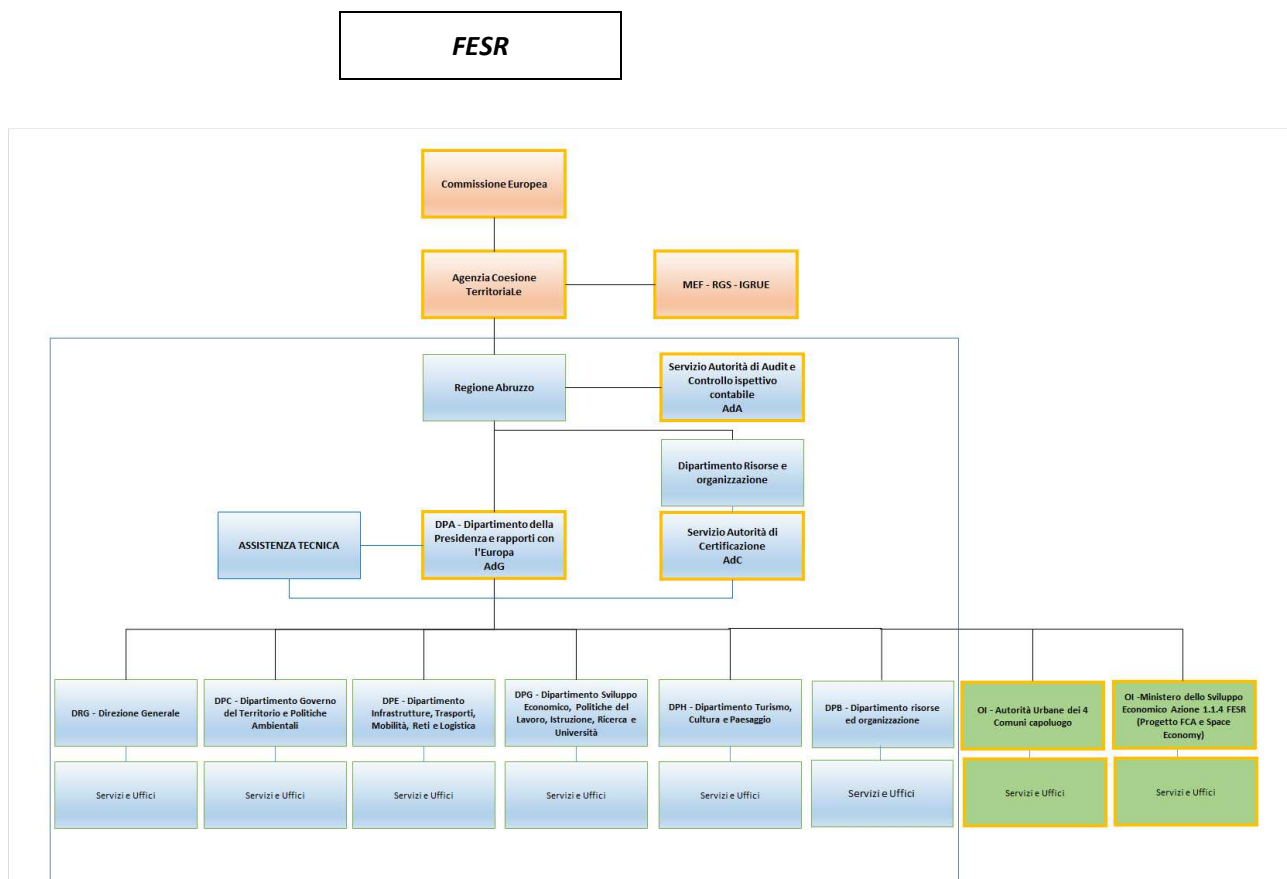 FESR
Commissione Europea
Agenzia Coesione
TerritoriaLe
MEF - RGS - IGRUE
Regione Abruzzo
Servizio Autorità di Audit e
Controllo ispettivo
contabile
AdA
Dipartimento Risorse e
organizzazione
ASSISTENZA TECNICA
DPA - Dipartimento della
Presidenza e rapporti con
l'Europa
AdG
Servizio Autorità di
Certificazione
AdC
DRG - Direzione Generale
DPC - Dipartimento Governo
del Territorio e Politiche
Ambientali
DPE - Dipartimento
Infrastrutture, Trasporti,
Mobilità, Reti e Logistica
DPG - Dipartimento Sviluppo
Economico, Politiche del
Lavoro, Istruzione, Ricerca e
Università
DPH - Dipartimento Turismo,
Cultura e Paesaggio
DPB - Dipartimento risorse
ed organizzazione
OI - Autorità Urbane dei 4
Comuni capoluogo
OI -Ministero dello Sviluppo
Economico Azione 1.1.4 FESR
(Progetto FCA e Space
Economy)
Servizi e Uffici
Servizi e Uffici
Servizi e Uffici
Servizi e Uffici
Servizi e Uffici
Servizi e Uffici
Servizi e Uffici
Servizi e Uffici